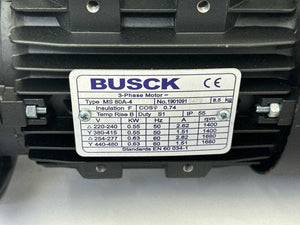 BUSCK CE
3-Phase Motor ~
Type MS 80A-4 No. 1901091 9.5 kg
Insulation F COSφ 0.74
Temp Rise B Duty S1 IP 55
V KW Hz A rpm
△ 220-240 0.55 50 2.62 1400
Y 380-415 0.55 50 1.51 1400
△ 254-277 0.63 60 2.62 1680
Y 440-480 0.63 60 1.51 1680
Standards EN 60 034-1